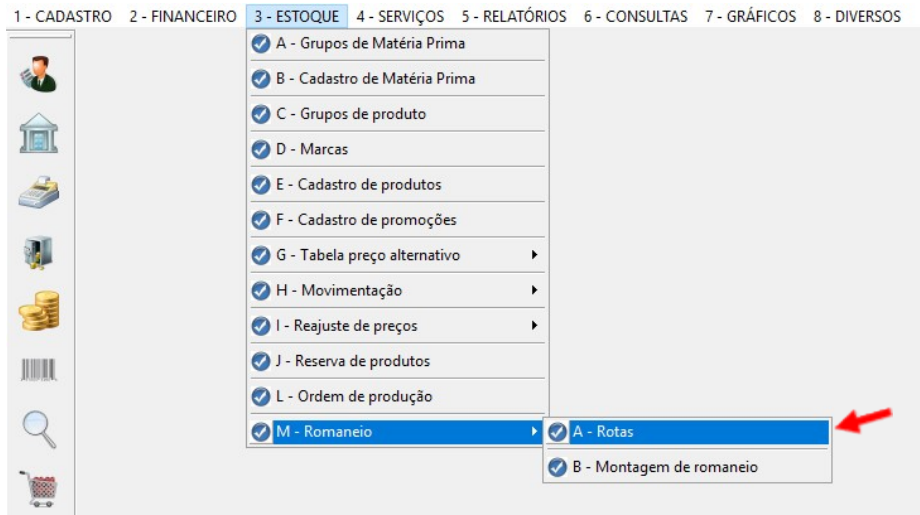 1 - CADASTRO 2 - FINANCEIRO 3 - ESTOQUE 4 - SERVIÇOS 5 - RELATÓRIOS 6 - CONSULTAS 7 - GRÁFICOS 8 - DIVERSOS
A - Grupos de Matéria Prima
B - Cadastro de Matéria Prima
C - Grupos de produto
D - Marcas
E - Cadastro de produtos
F - Cadastro de promoções
G - Tabela preço alternativo
H - Movimentação
I - Reajuste de preços
J - Reserva de produtos
L - Ordem de produção
M - Romaneio
A - Rotas
B - Montagem de romaneio